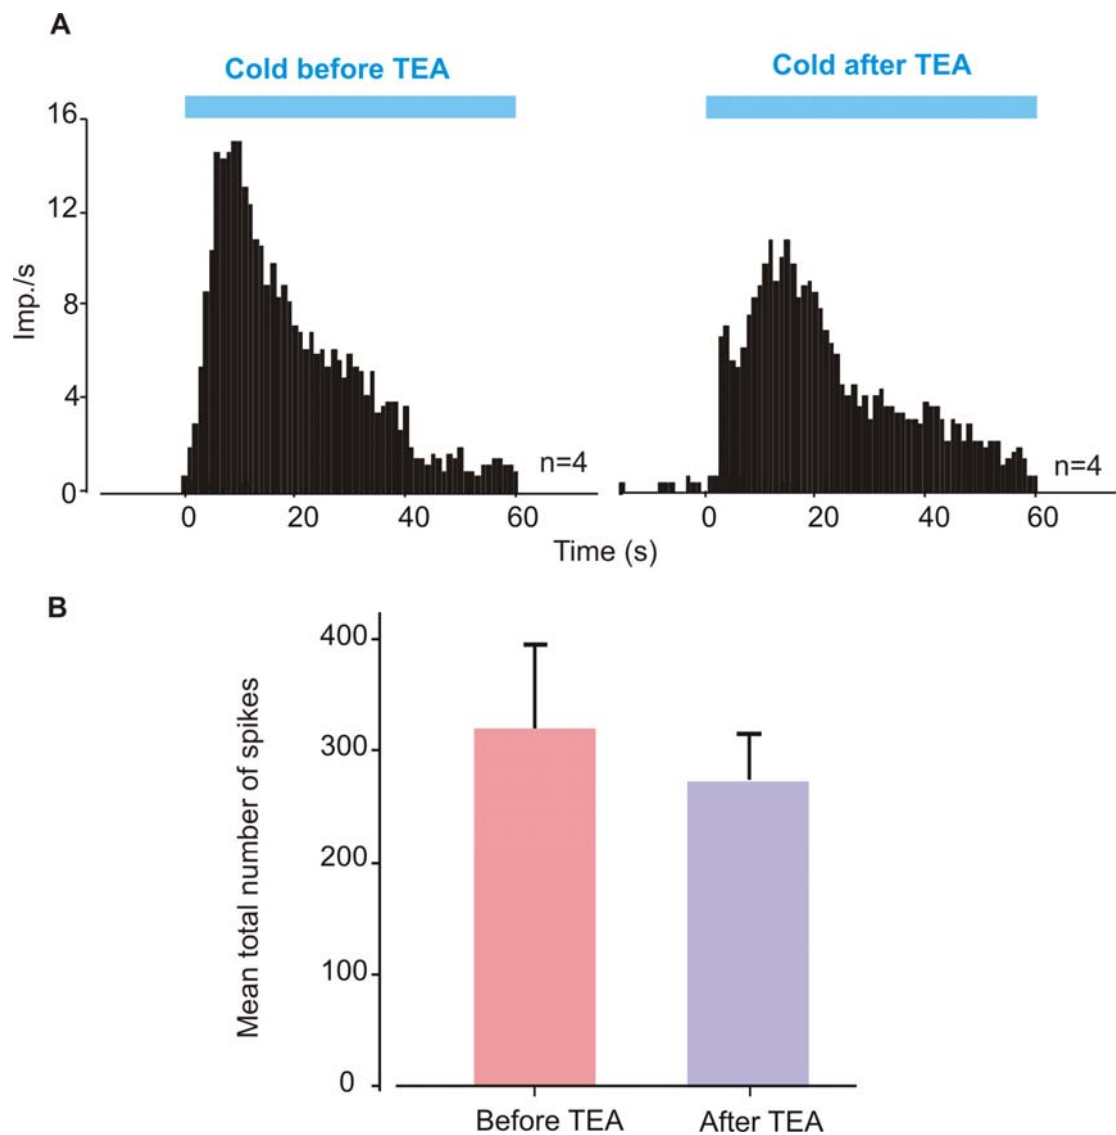 A
Cold before TEA
Cold after TEA
16
12
8
4
0
Imp./s
n=4
n=4
0 20 40 60
0 20 40 60
Time (s)
B
400
300
200
100
0
Mean total number of spikes
Before TEA
After TEA